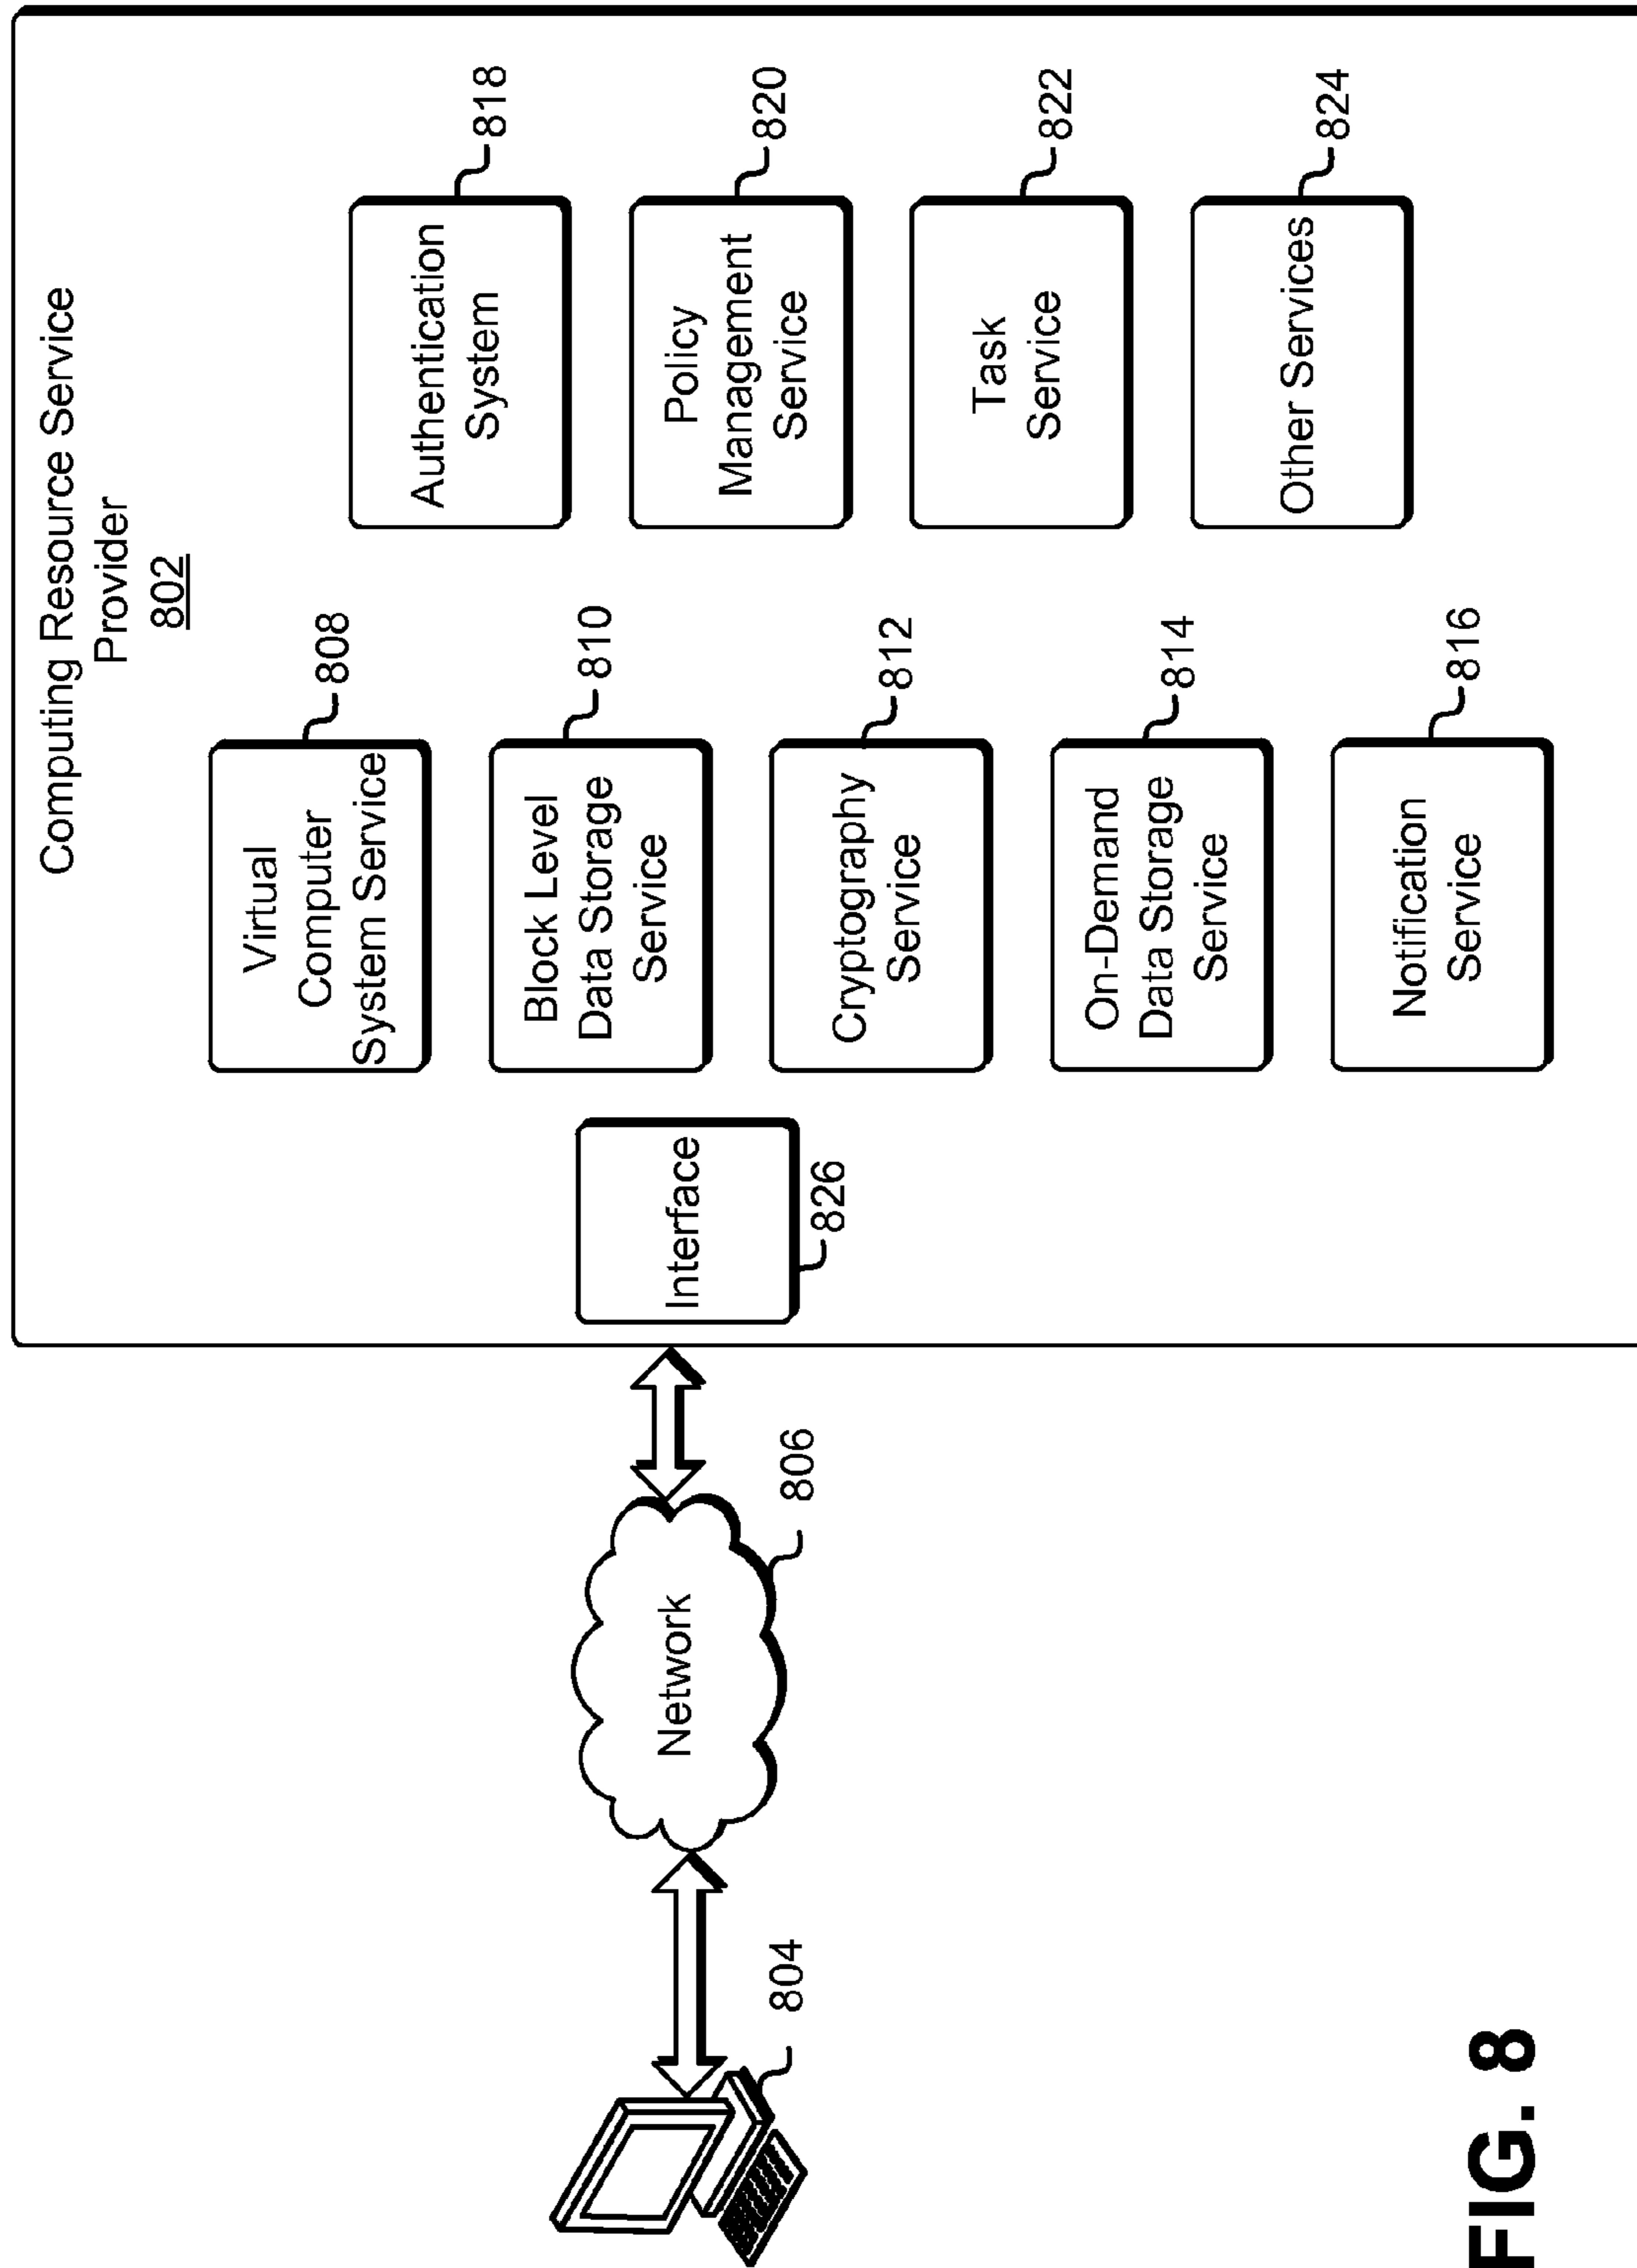 Computing Resource Service
Provider
802
Virtual
Computer
System Service
808
Block Level
Data Storage
Service
810
Cryptography
Service
812
On-Demand
Data Storage
Service
814
Notification
Service
816
Authentication
System
818
Policy
Management
Service
820
Task
Service
822
Other Services
824
Interface
826
Network
806
804
FIG. 8